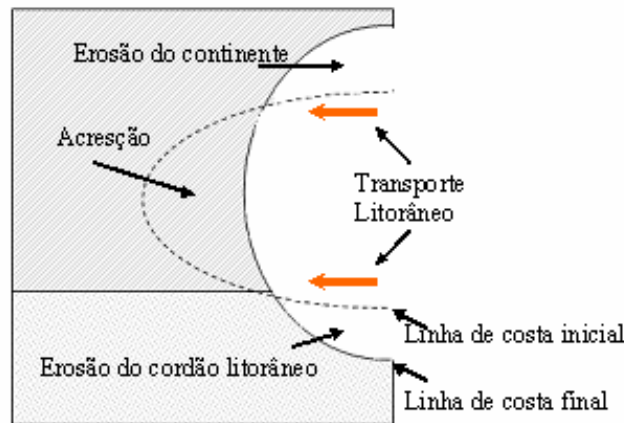 Erosão do continente
Acresção
Transporte
Litorâneo
Linha de costa inicial
Erosão do cordão litorâneo
Linha de costa final